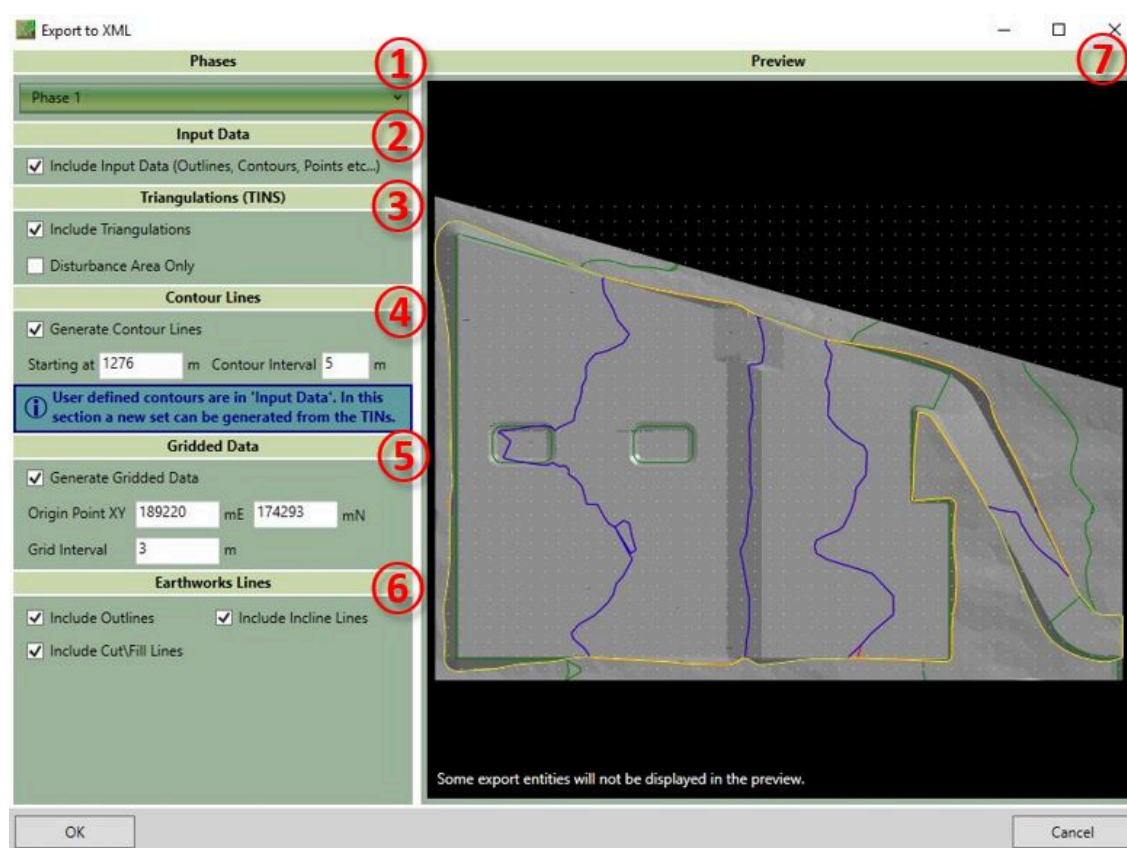 Export to XML
Phases
1
Phase 1
Input Data
2
Include Input Data (Outlines, Contours, Points etc...)
Triangulations (TINS)
3
Include Triangulations
Disturbance Area Only
Contour Lines
4
Generate Contour Lines
Starting at 1276 m Contour Interval 5 m
User defined contours are in 'Input Data'. In this
section a new set can be generated from the TINs.
Gridded Data
5
Generate Gridded Data
Origin Point XY 189220 mE 174293 mN
Grid Interval 3 m
Earthworks Lines
6
Include Outlines Include Incline Lines
Include Cut\Fill Lines
Preview
7
Some export entities will not be displayed in the preview.
OK
Cancel